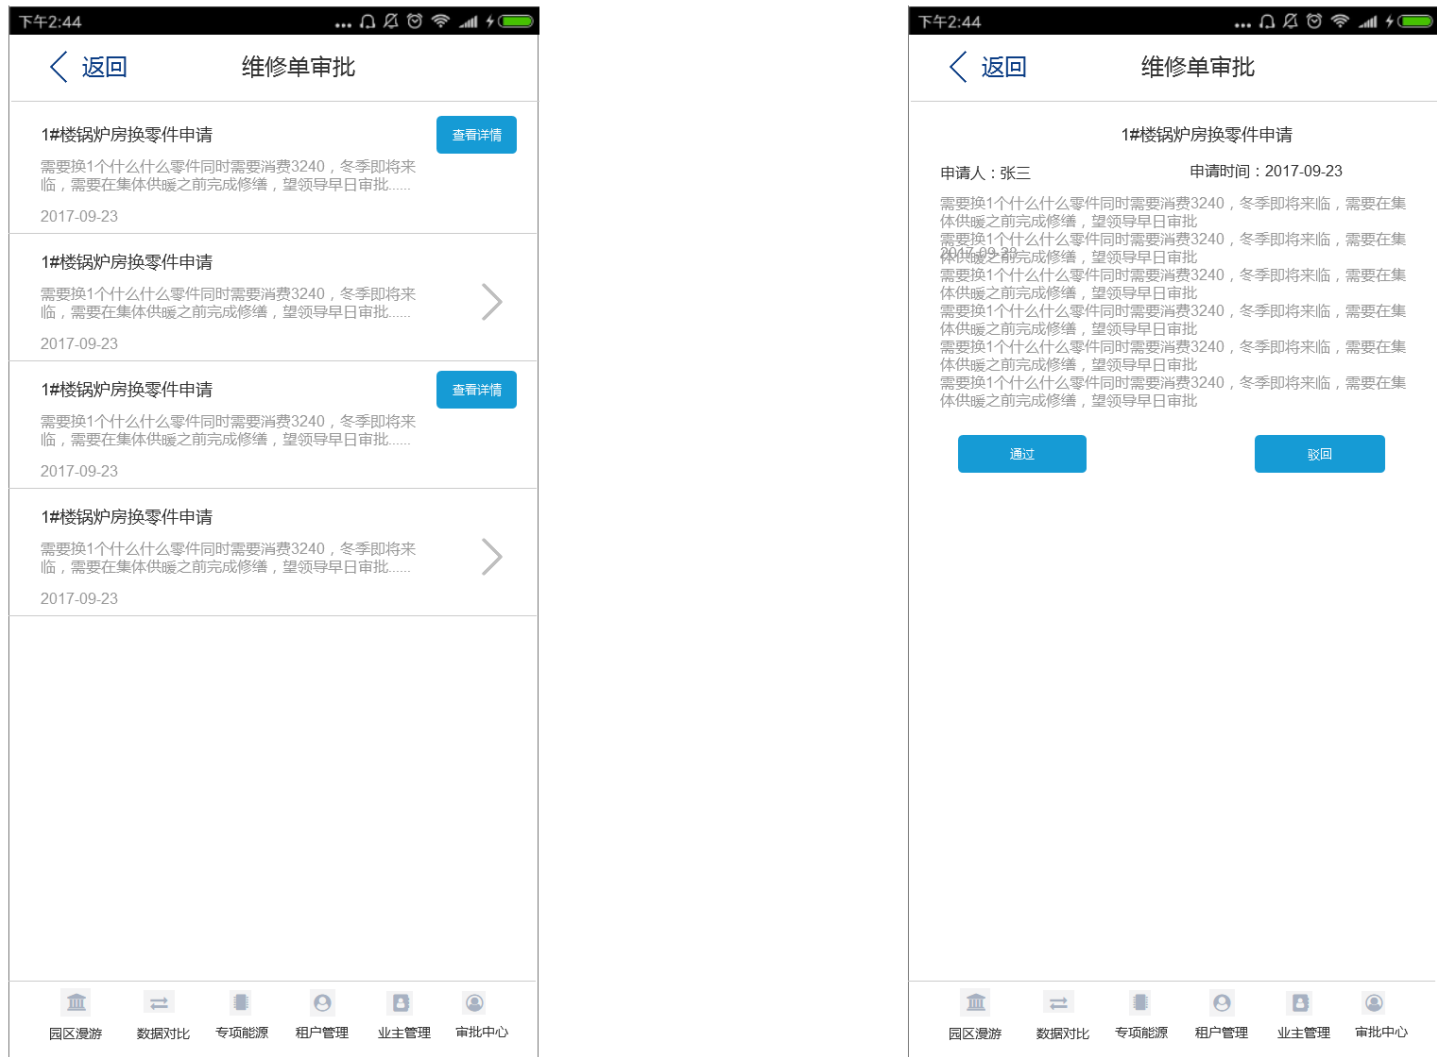 下午2:44
返回
维修单审批
1#楼锅炉房换零件申请
查看详情
需要换1个什么什么零件同时需要消费3240，冬季即将来
临，需要在集体供暖之前完成修缮，望领导早日审批......
2017-09-23
1#楼锅炉房换零件申请
需要换1个什么什么零件同时需要消费3240，冬季即将来
临，需要在集体供暖之前完成修缮，望领导早日审批......
2017-09-23
1#楼锅炉房换零件申请
查看详情
需要换1个什么什么零件同时需要消费3240，冬季即将来
临，需要在集体供暖之前完成修缮，望领导早日审批......
2017-09-23
1#楼锅炉房换零件申请
需要换1个什么什么零件同时需要消费3240，冬季即将来
临，需要在集体供暖之前完成修缮，望领导早日审批......
2017-09-23
园区漫游 数据对比 专项能源 租户管理 业主管理 审批中心
下午2:44
返回
维修单审批
1#楼锅炉房换零件申请
申请人：张三 申请时间：2017-09-23
需要换1个什么什么零件同时需要消费3240，冬季即将来临，需要在集
体供暖之前完成修缮，望领导早日审批
需要换1个什么什么零件同时需要消费3240，冬季即将来临，需要在集
体供暖之前完成修缮，望领导早日审批
2017-09-23
需要换1个什么什么零件同时需要消费3240，冬季即将来临，需要在集
体供暖之前完成修缮，望领导早日审批
需要换1个什么什么零件同时需要消费3240，冬季即将来临，需要在集
体供暖之前完成修缮，望领导早日审批
需要换1个什么什么零件同时需要消费3240，冬季即将来临，需要在集
体供暖之前完成修缮，望领导早日审批
需要换1个什么什么零件同时需要消费3240，冬季即将来临，需要在集
体供暖之前完成修缮，望领导早日审批
通过 驳回
园区漫游 数据对比 专项能源 租户管理 业主管理 审批中心